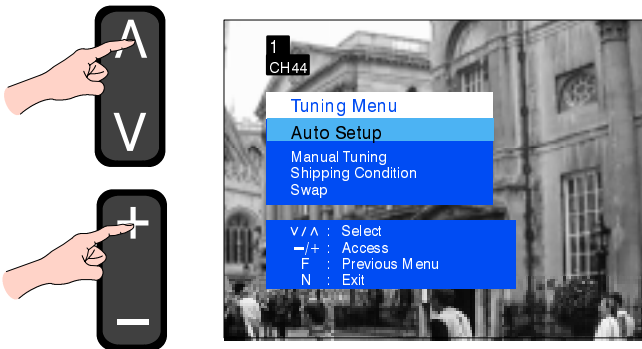 Λ
V
+
−
1
CH44
Tuning Menu
Auto Setup
Manual Tuning
Shipping Condition
Swap
∨/∧ : Select
−/+ : Access
F : Previous Menu
N : Exit